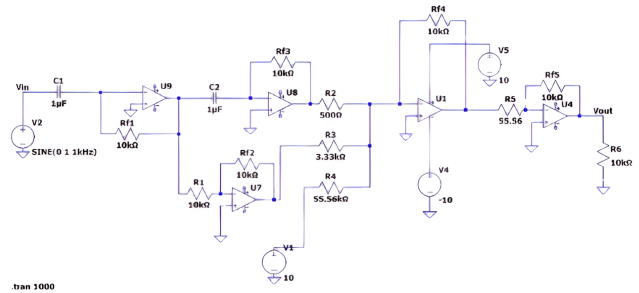 Rf4
10kΩ
Rf3
10kΩ
V5
10
C1
1µF
Vin
U9
C2
1µF
U8
R2
500Ω
U1
Rf5
10kΩ
R5
55.56
U4
Vout
V2
SINE(0 1 1kHz)
Rf1
10kΩ
R3
3.33kΩ
R6
10kΩ
Rf2
10kΩ
R1
10kΩ
U7
R4
55.56kΩ
V4
-10
V1
10
.tran 1000